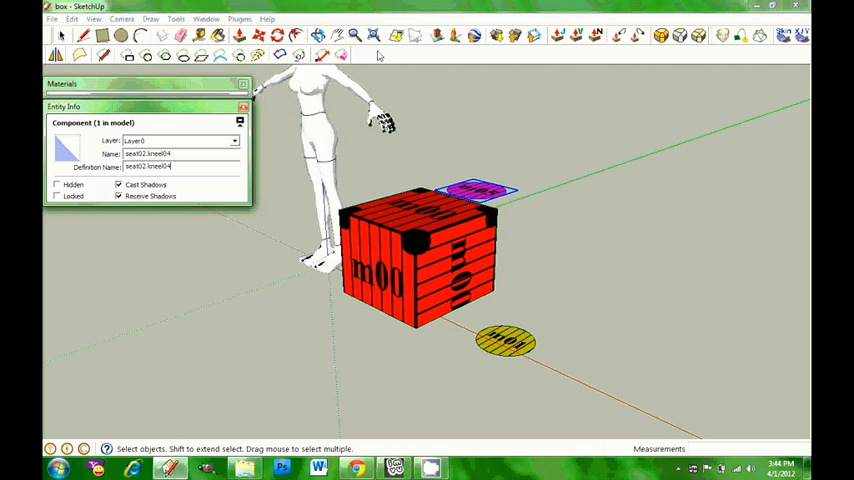 box - SketchUp
File Edit View Camera Draw Tools Window Plugins Help
Materials
Entity Info
Component (1 in model)
Layer: Layer0
Name: seat02.kneel04
Definition Name: seat02.kneel04
Hidden Cast Shadows
Locked Receive Shadows
m00
m00
m00
m01
Select objects. Shift to extend select. Drag mouse to select multiple.
Measurements
3:44 PM
4/1/2012